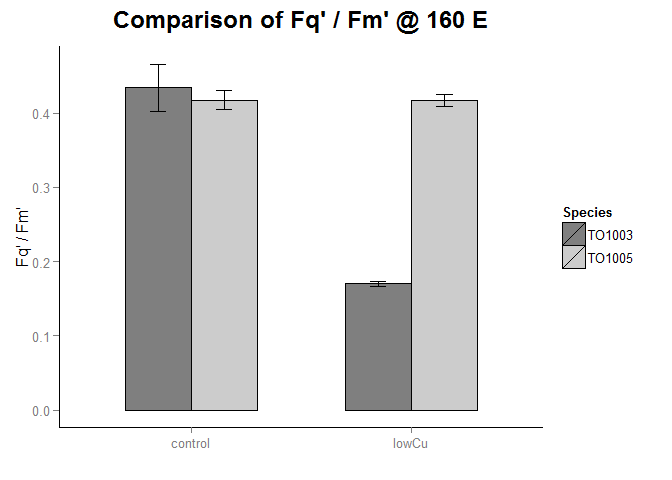 Comparison of Fq' / Fm' @ 160 E
Fq' / Fm'
0.4
0.3
0.2
0.1
0.0
control
lowCu
Species
TO1003
TO1005